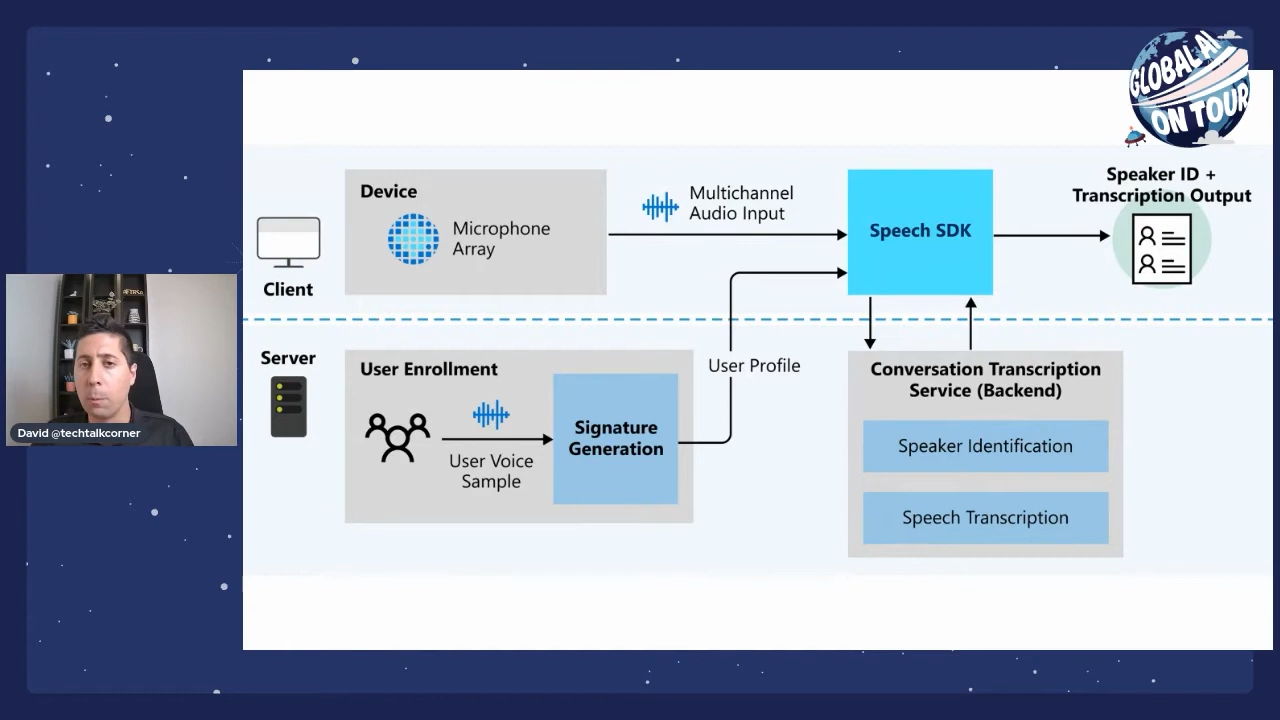 GLOBAL AI
ON TOUR
Speaker ID +
Transcription Output
Device
Microphone
Array
Multichannel
Audio Input
Speech SDK
Client
Server
User Enrollment
User Voice
Sample
Signature
Generation
User Profile
Conversation Transcription
Service (Backend)
Speaker Identification
Speech Transcription
David @techtalkcorner